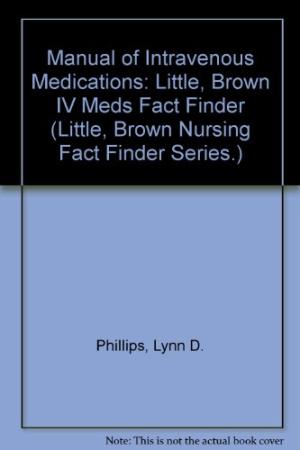 Manual of Intravenous
Medications: Little, Brown
IV Meds Fact Finder
(Little, Brown Nursing
Fact Finder Series.)
Phillips, Lynn D.
Note: This is not the actual book cover